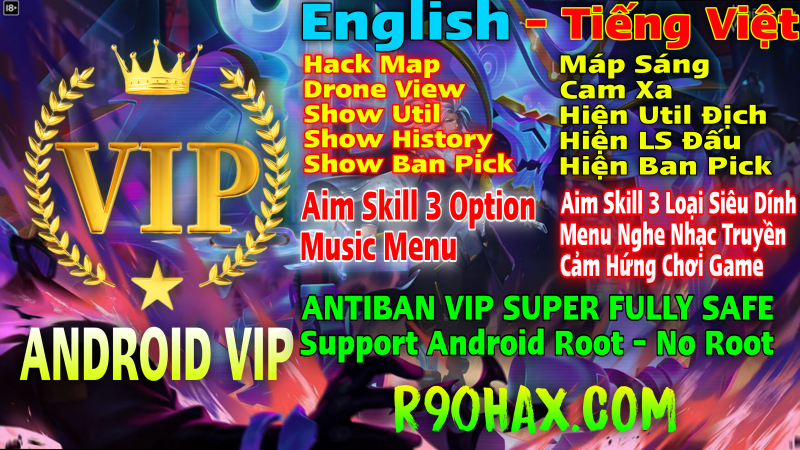 18+
English - Tiếng Việt
Hack Map
Drone View
Show Util
Show History
Show Ban Pick
Máp Sáng
Cam Xa
Hiện Util Địch
Hiện LS Đấu
Hiện Ban Pick
VIP
Aim Skill 3 Option
Music Menu
Aim Skill 3 Loại Siêu Dính
Menu Nghe Nhạc Truyền
Cảm Hứng Chơi Game
ANTIBAN VIP SUPER FULLY SAFE
Support Android Root - No Root
ANDROID VIP
R90HAX.COM